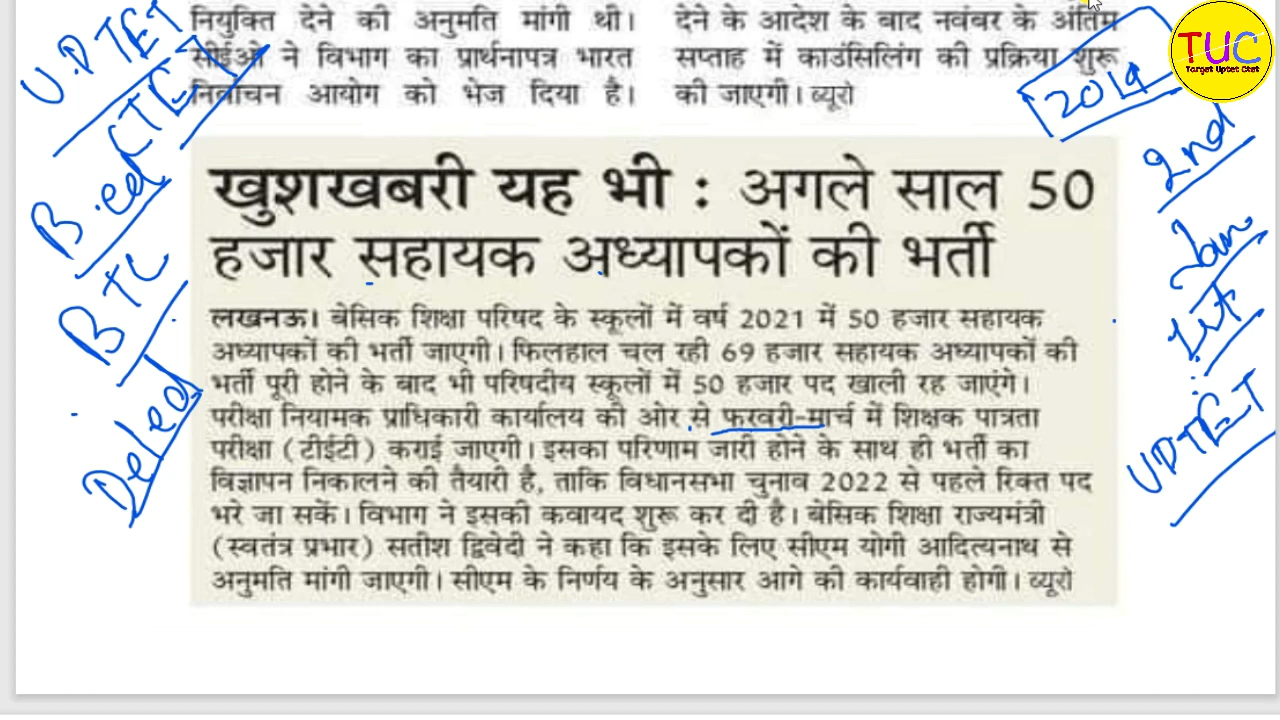 नियुक्ति देने की अनुमति मांगी थी।
सीईओ ने विभाग का प्रार्थनापत्र भारत
निर्वाचन आयोग को भेज दिया है।
देने के आदेश के बाद नवंबर के अंतिम
सप्ताह में काउंसिलिंग की प्रक्रिया शुरू
की जाएगी। ब्यूरो
TUC
Target Uptet Ctet
UPTET
CTET
B.ed
BTC
Deled
2019
2nd
Jan
UPTET
खुशखबरी यह भी : अगले साल 50
हजार सहायक अध्यापकों की भर्ती
लखनऊ। बेसिक शिक्षा परिषद के स्कूलों में वर्ष 2021 में 50 हजार सहायक
अध्यापकों की भर्ती जाएगी। फिलहाल चल रही 69 हजार सहायक अध्यापकों की
भर्ती पूरी होने के बाद भी परिषदीय स्कूलों में 50 हजार पद खाली रह जाएंगे।
परीक्षा नियामक प्राधिकारी कार्यालय की ओर से फरवरी-मार्च में शिक्षक पात्रता
परीक्षा (टीईटी) कराई जाएगी। इसका परिणाम जारी होने के साथ ही भर्ती का
विज्ञापन निकालने की तैयारी है, ताकि विधानसभा चुनाव 2022 से पहले रिक्त पद
भरे जा सकें। विभाग ने इसकी कवायद शुरू कर दी है। बेसिक शिक्षा राज्यमंत्री
(स्वतंत्र प्रभार) सतीश द्विवेदी ने कहा कि इसके लिए सीएम योगी आदित्यनाथ से
अनुमति मांगी जाएगी। सीएम के निर्णय के अनुसार आगे की कार्यवाही होगी। ब्यूरो